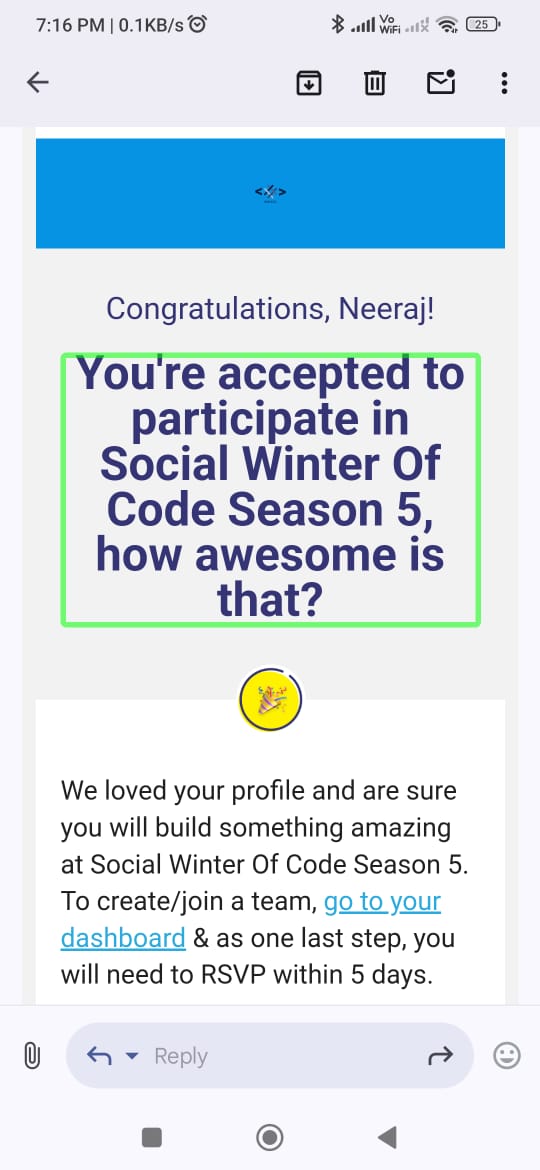 7:16 PM | 0.1KB/s
Vo
WiFi
25
Congratulations, Neeraj!
You're accepted to
participate in
Social Winter Of
Code Season 5,
how awesome is
that?
We loved your profile and are sure
you will build something amazing
at Social Winter Of Code Season 5.
To create/join a team, go to your
dashboard & as one last step, you
will need to RSVP within 5 days.
Reply